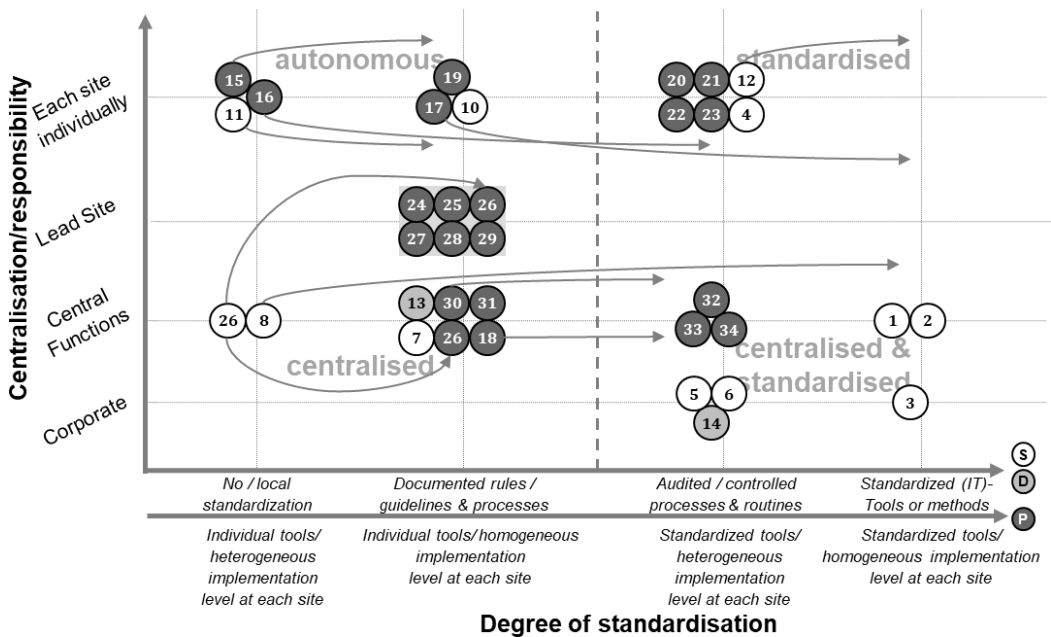 Centralisation/responsibility
Each site
individually
Lead Site
Central
Functions
Corporate
autonomous
standardised
centralised
centralised &
standardised
15
16
11
19
17
10
20
21
12
22
23
4
24
25
26
27
28
29
26
8
13
30
31
7
26
18
32
33
34
1
2
5
6
14
3
S
D
P
No / local
standardization
Documented rules /
guidelines & processes
Audited / controlled
processes & routines
Standardized (IT)-
Tools or methods
Individual tools/
heterogeneous
implementation
level at each site
Individual tools/homogeneous
implementation
level at each site
Standardized tools/
heterogeneous
implementation
level at each site
Standardized tools/
homogeneous implementation
level at each site
Degree of standardisation